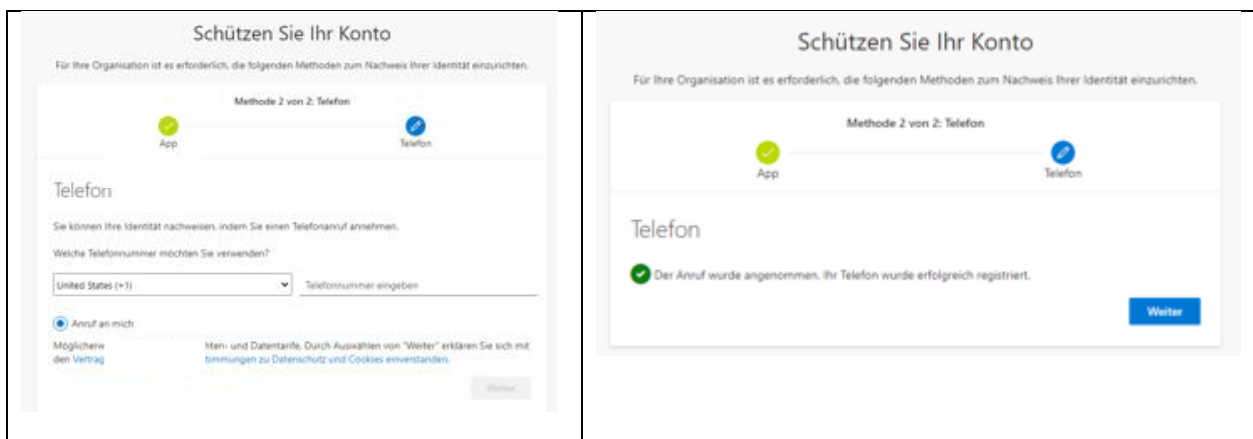 Schützen Sie Ihr Konto
Für Ihre Organisation ist es erforderlich, die folgenden Methoden zum Nachweis Ihrer Identität einzurichten.
Methode 2 von 2: Telefon
App
Telefon
Telefon
Sie können Ihre Identität nachweisen, indem Sie einen Telefonanruf annehmen.
Welche Telefonnummer möchten Sie verwenden?
United States (+1)
Telefonnummer eingeben
Anruf an mich
Möglicherw hten- und Datentarife. Durch Auswählen von "Weiter" erklären Sie sich mit
den Vertrag timmungen zu Datenschutz und Cookies einverstanden.
Weiter
Schützen Sie Ihr Konto
Für Ihre Organisation ist es erforderlich, die folgenden Methoden zum Nachweis Ihrer Identität einzurichten.
Methode 2 von 2: Telefon
App
Telefon
Telefon
Der Anruf wurde angenommen. Ihr Telefon wurde erfolgreich registriert.
Weiter